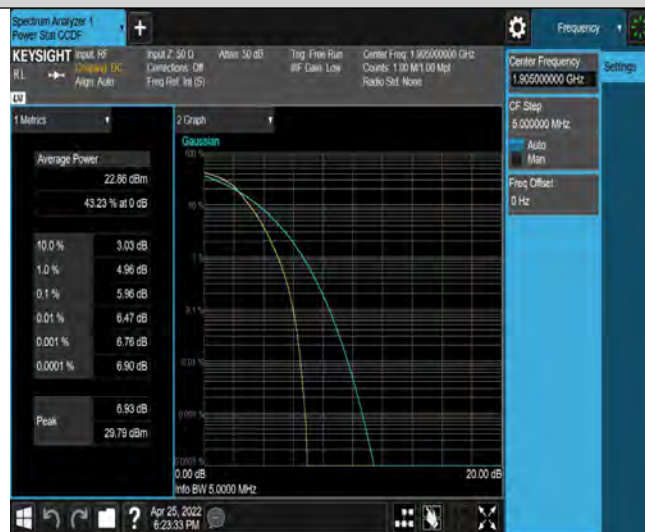 Spectrum Analyzer 1
Power Stat CCDF
Frequency
KEYSIGHT
Input: RF
Input Z: 50 Ω
Atten: 50 dB
Trig: Free Run
Center Freq: 1.905000000 GHz
RL
Coupling: DC
Corrections: Off
#IF Gain: Low
Counts: 1.00 M/1.00 Mpt
Align: Auto
Freq Ref: Int (S)
Radio Std: None
Center Frequency
1.905000000 GHz
Settings
CF Step
5.000000 MHz
Auto
Man
Freq Offset
0 Hz
1 Metrics
2 Graph
Average Power
22.86 dBm
43.23 % at 0 dB
10.0 % 3.03 dB
1.0 % 4.96 dB
0.1 % 5.96 dB
0.01 % 6.47 dB
0.001 % 6.76 dB
0.0001 % 6.90 dB
Peak
6.93 dB
29.79 dBm
Gaussian
100 %
10 %
1 %
0.1 %
0.01 %
0.001 %
0.0001 %
0.00 dB
20.00 dB
Info BW 5.0000 MHz
Apr 25, 2022
6:23:33 PM